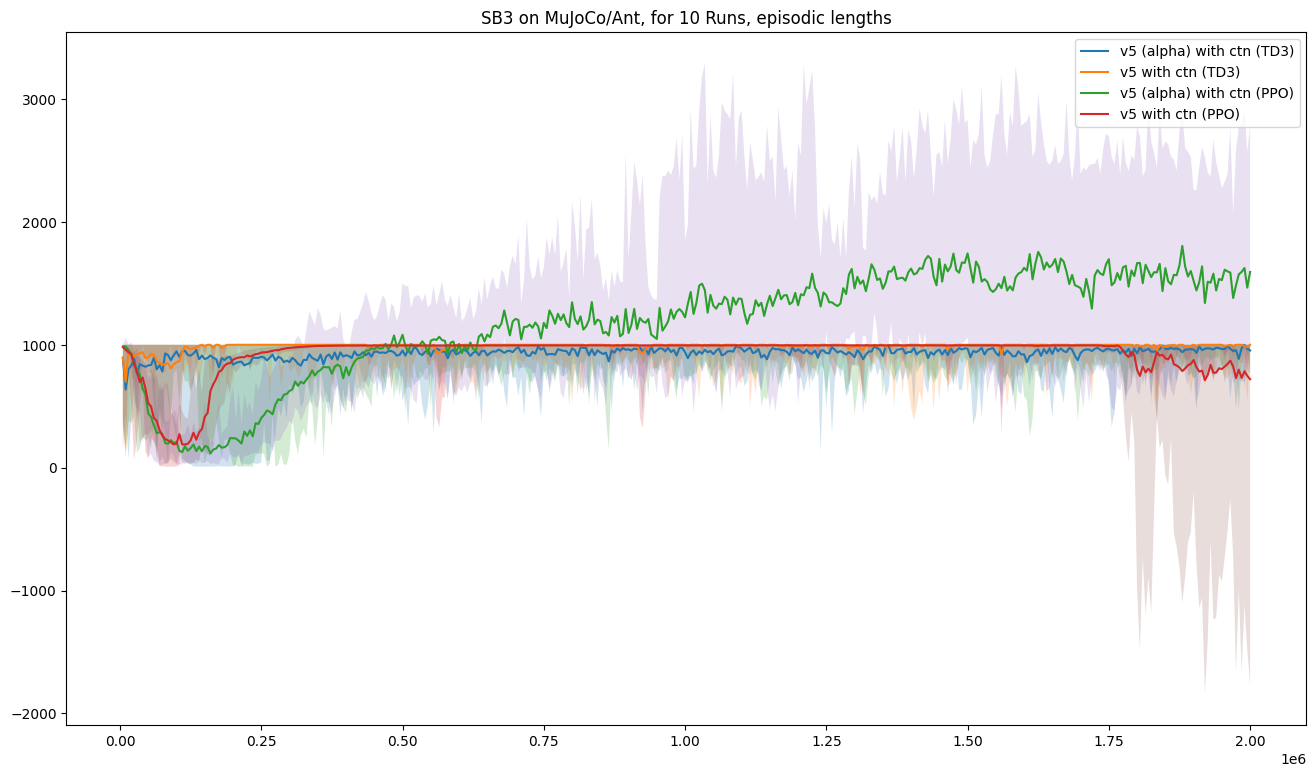 SB3 on MuJoCo/Ant, for 10 Runs, episodic lengths
v5 (alpha) with ctn (TD3)
v5 with ctn (TD3)
v5 (alpha) with ctn (PPO)
v5 with ctn (PPO)
3000
2000
1000
0
−1000
−2000
0.00 0.25 0.50 0.75 1.00 1.25 1.50 1.75 2.00
1e6